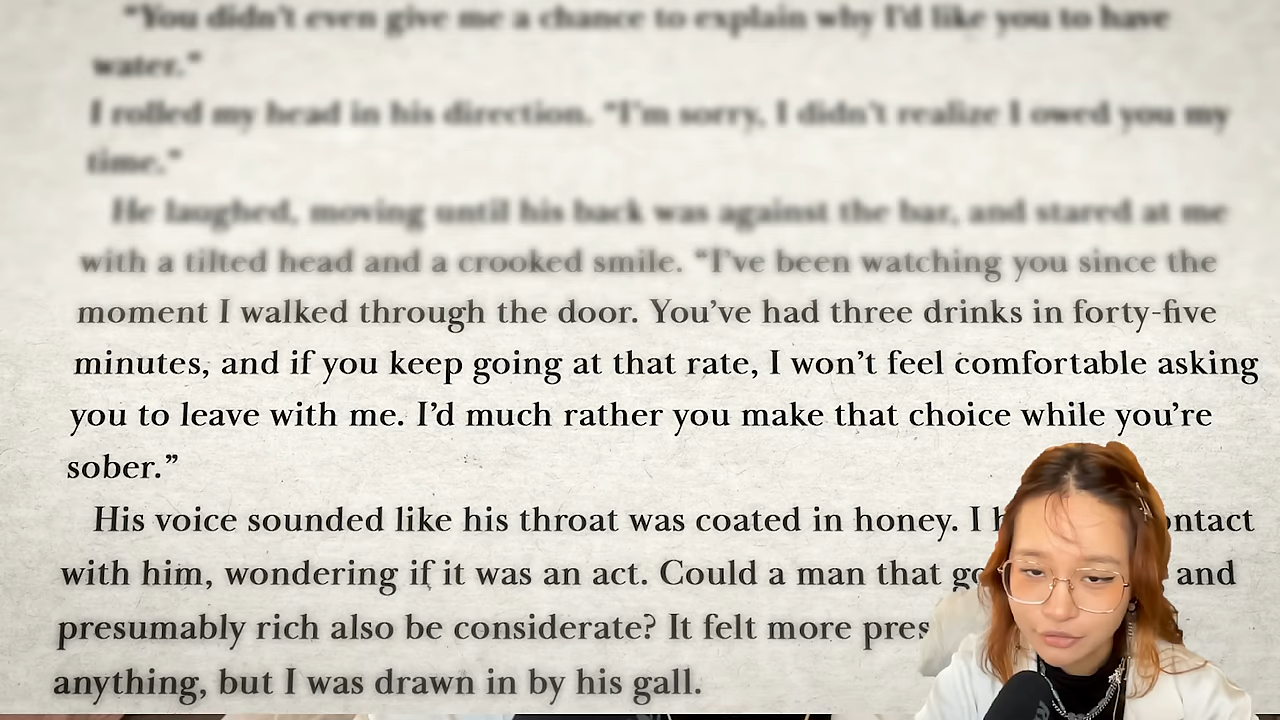 “You didn’t even give me a chance to explain why I’d like you to have
water.”
I rolled my head in his direction. “I’m sorry, I didn’t realize I owed you my
time.”
He laughed, moving until his back was against the bar, and stared at me
with a tilted head and a crooked smile. “I’ve been watching you since the
moment I walked through the door. You’ve had three drinks in forty-five
minutes, and if you keep going at that rate, I won’t feel comfortable asking
you to leave with me. I’d much rather you make that choice while you’re
sober.”
His voice sounded like his throat was coated in honey. I
with him, wondering if it was an act. Could a man that and
presumably rich also be considerate? It felt more
anything, but I was drawn in by his gall.